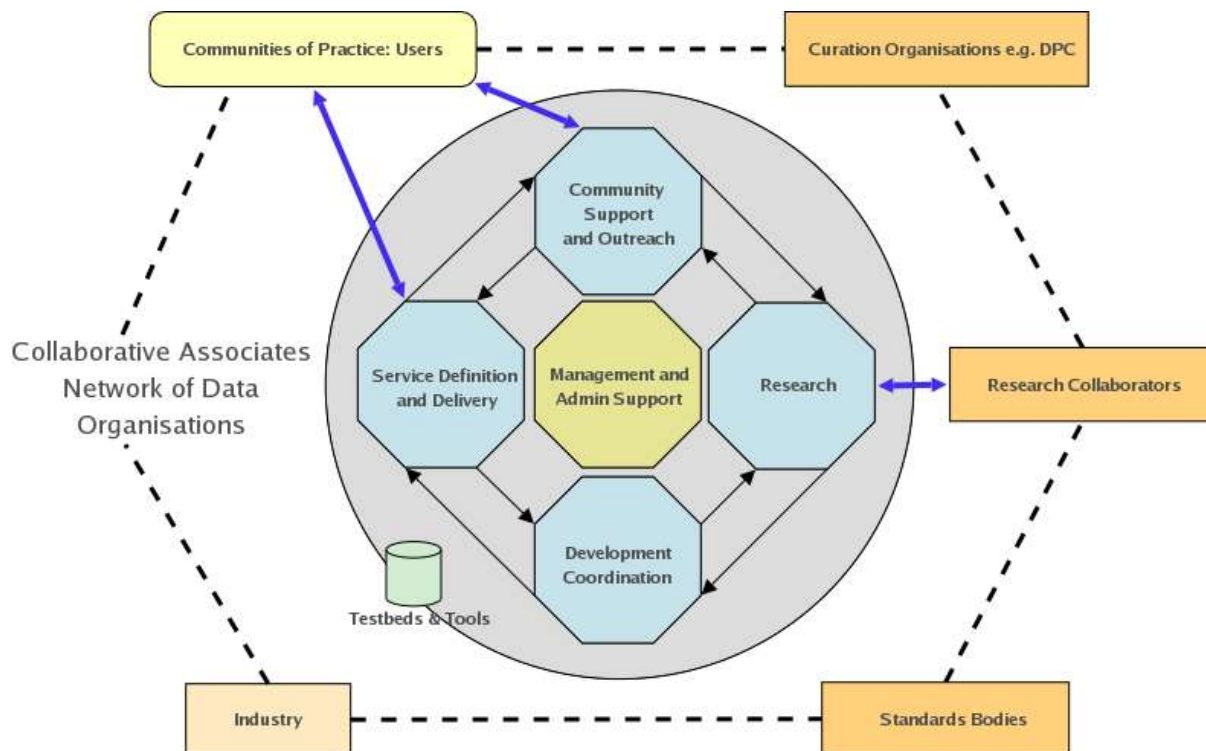 Communities of Practice: Users
Curation Organisations e.g. DPC
Community
Support
and Outreach
Collaborative Associates
Network of Data
Organisations
Service Definition
and Delivery
Management and
Admin Support
Research
Research Collaborators
Development
Coordination
Testbeds & Tools
Industry
Standards Bodies